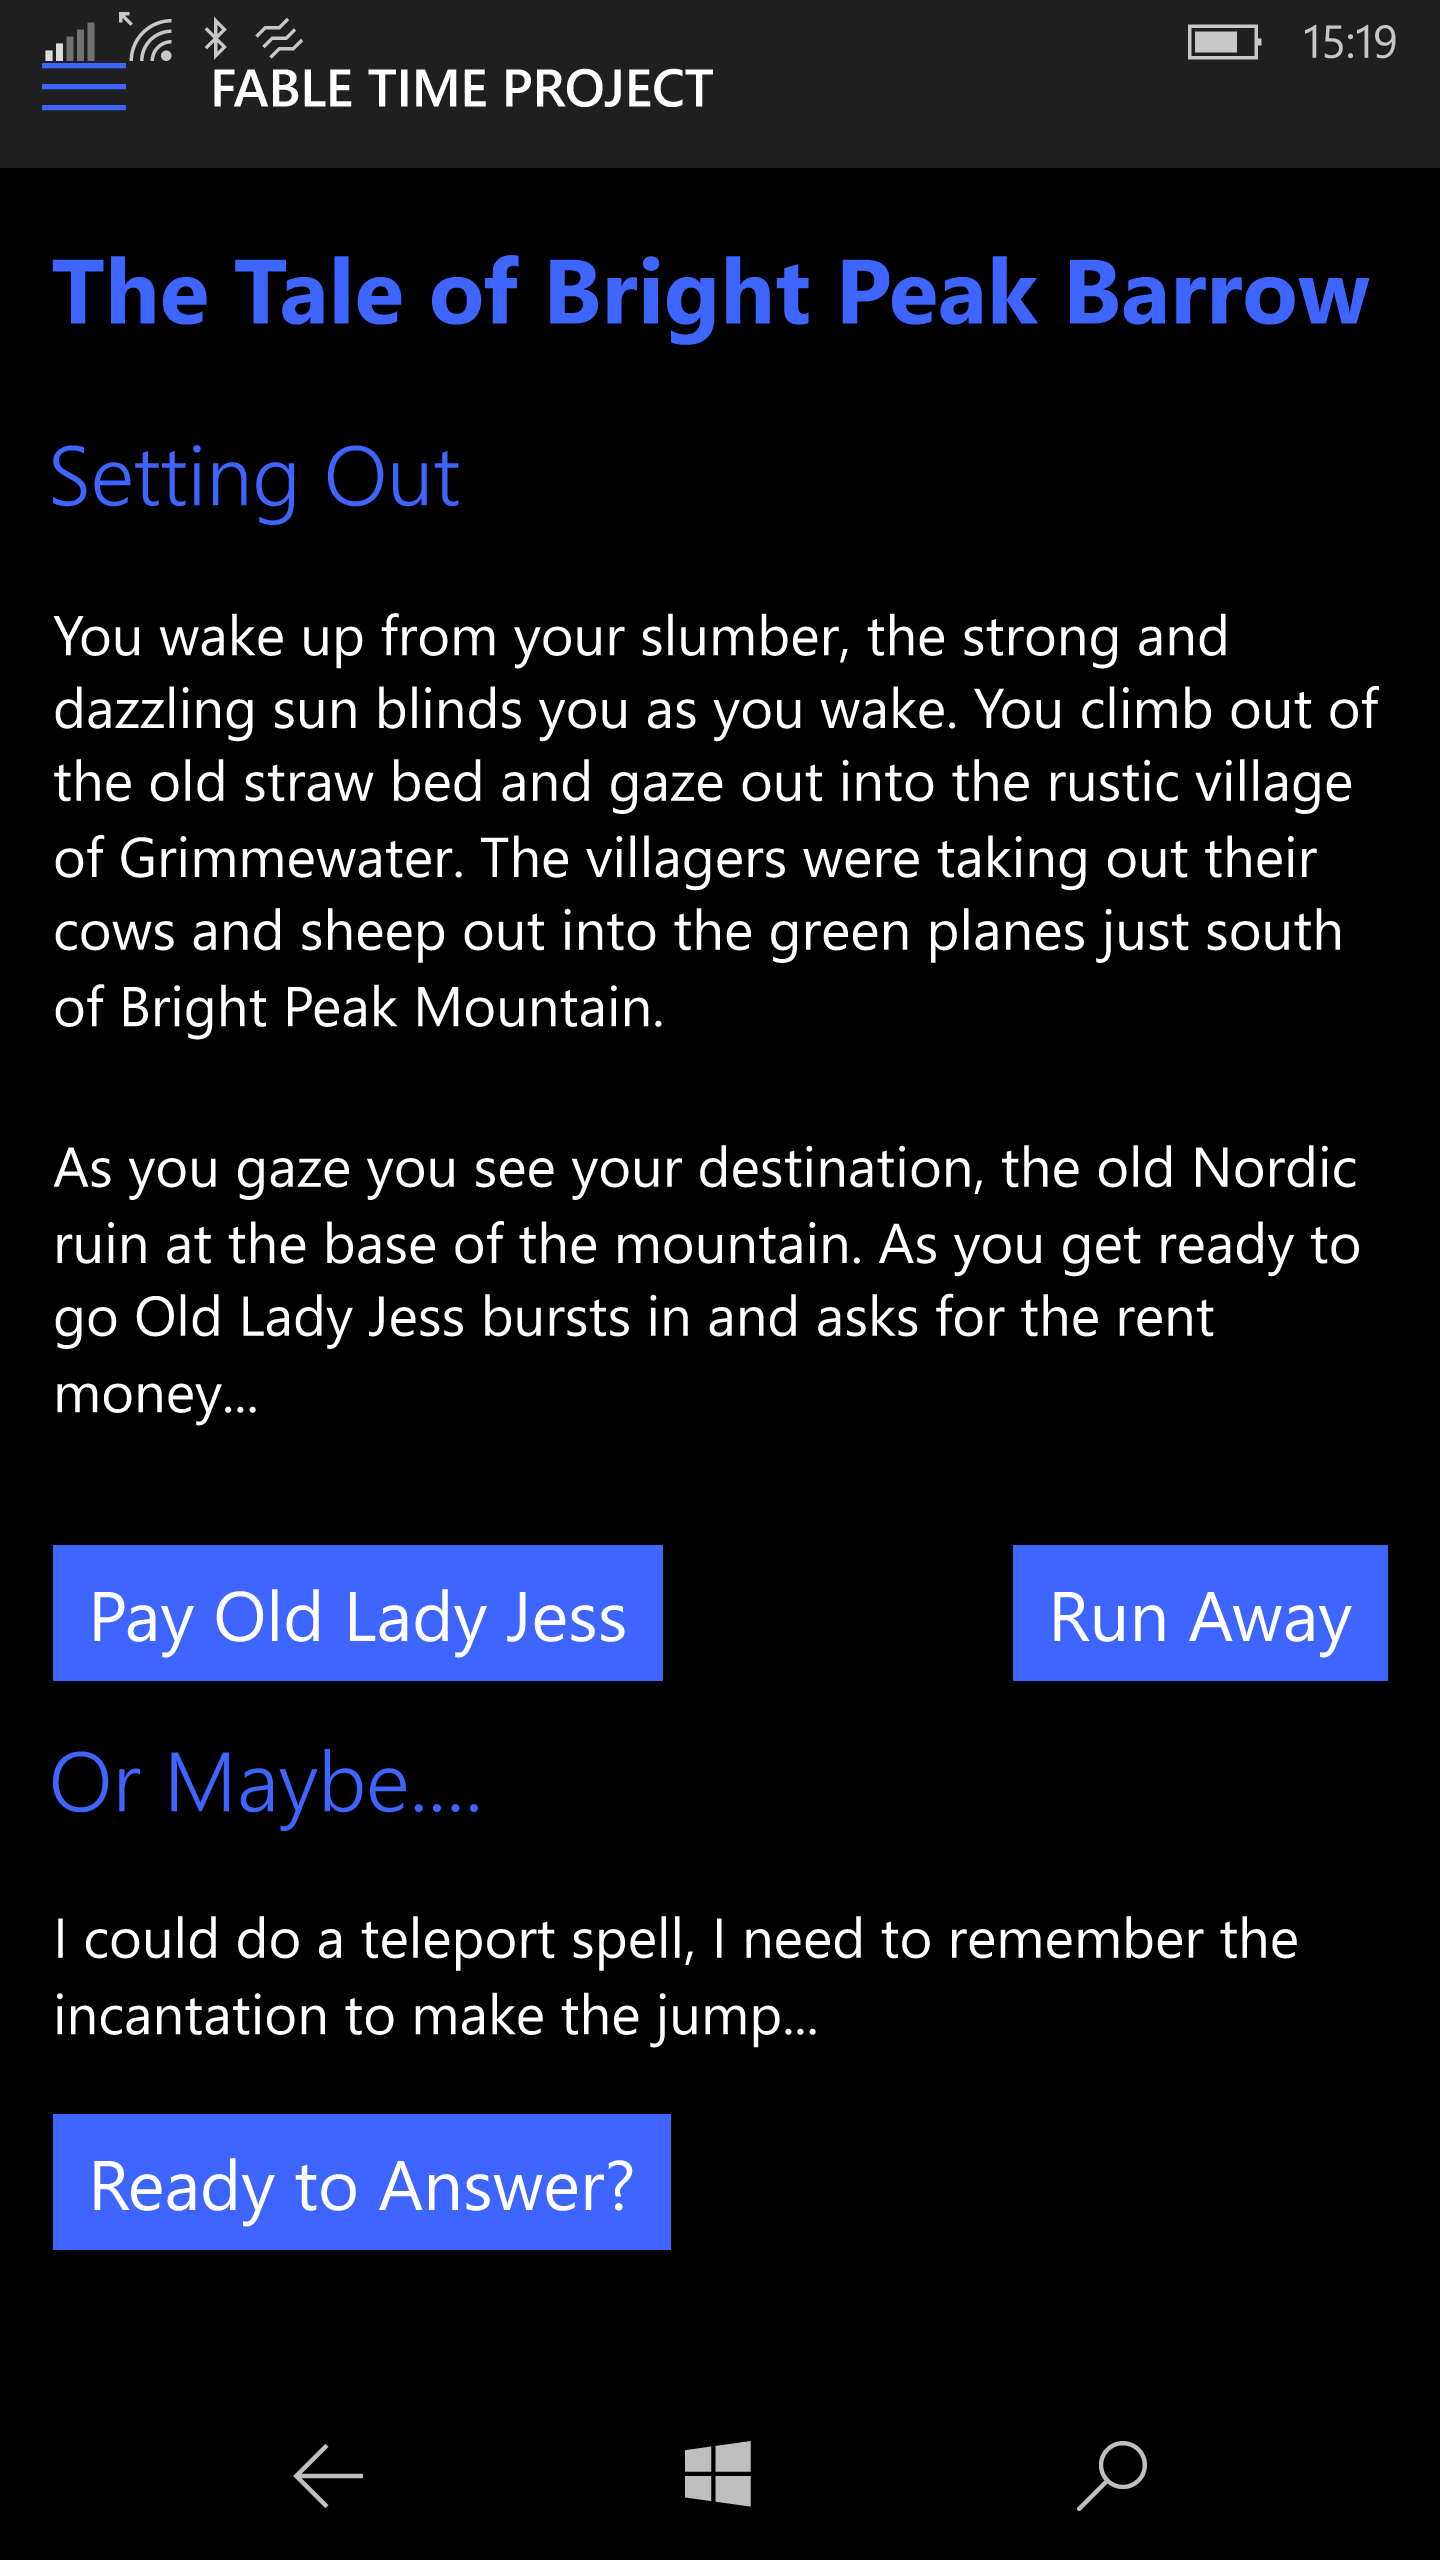 15:19
FABLE TIME PROJECT
The Tale of Bright Peak Barrow
Setting Out
You wake up from your slumber, the strong and
dazzling sun blinds you as you wake. You climb out of
the old straw bed and gaze out into the rustic village
of Grimmewater. The villagers were taking out their
cows and sheep out into the green planes just south
of Bright Peak Mountain.
As you gaze you see your destination, the old Nordic
ruin at the base of the mountain. As you get ready to
go Old Lady Jess bursts in and asks for the rent
money...
Pay Old Lady Jess
Run Away
Or Maybe....
I could do a teleport spell, I need to remember the
incantation to make the jump...
Ready to Answer?